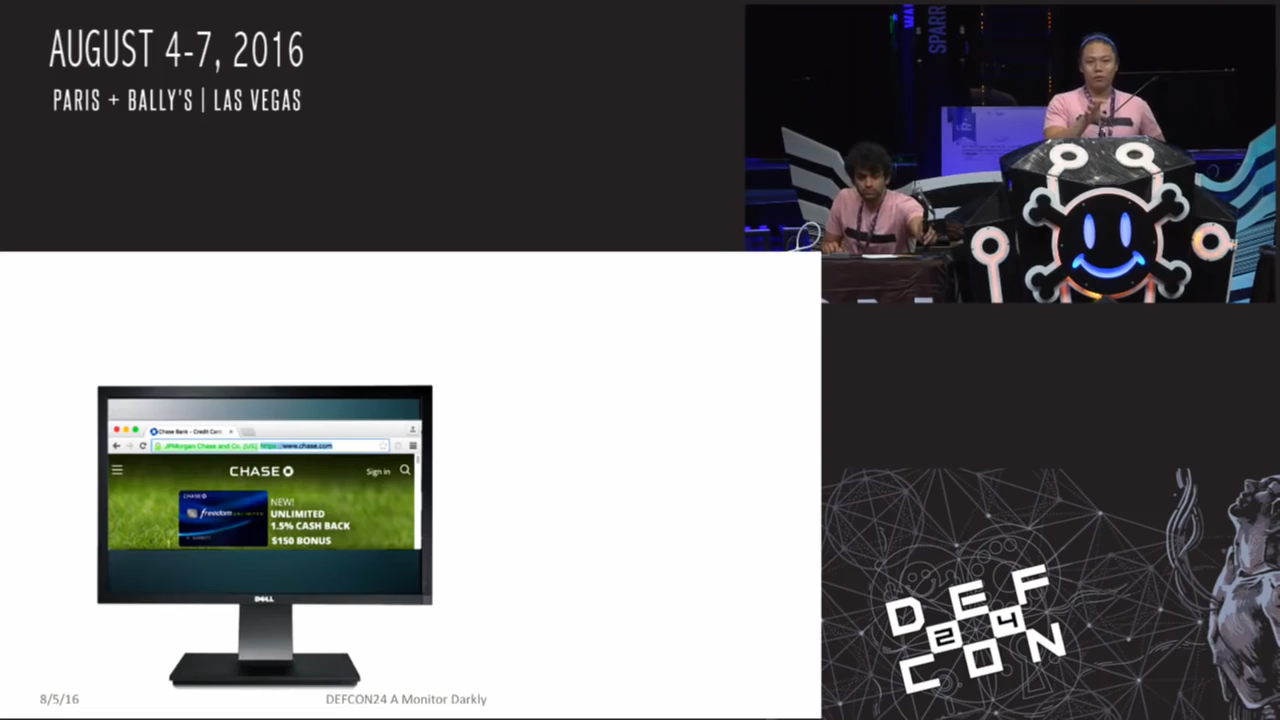 AUGUST 4-7, 2016
PARIS + BALLY'S | LAS VEGAS
SPARR
Chase Bank - Credit Card
JPMorgan Chase and Co. [US] https://www.chase.com
CHASE
Sign in
CHASE
freedom UNLIMITED
NEW!
UNLIMITED
1.5% CASH BACK
$150 BONUS
DELL
8/5/16
DEFCON24 A Monitor Darkly
DEF
24
CON